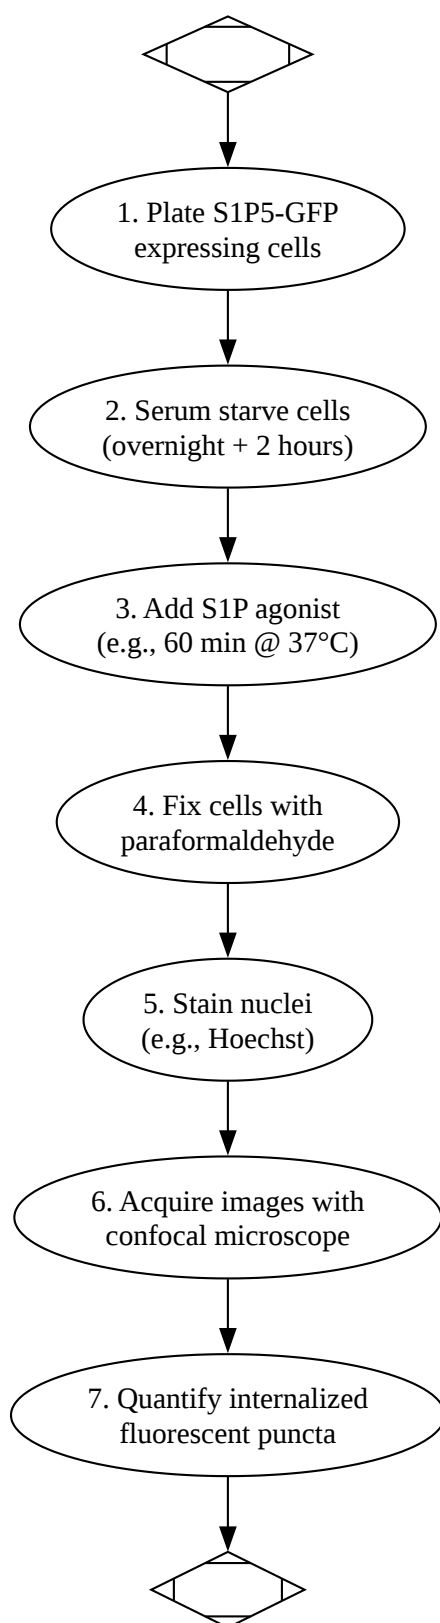 1. Plate S1P5-GFP
expressing cells
2. Serum starve cells
(overnight + 2 hours)
3. Add S1P agonist
(e.g., 60 min @ 37°C)
4. Fix cells with
paraformaldehyde
5. Stain nuclei
(e.g., Hoechst)
6. Acquire images with
confocal microscope
7. Quantify internalized
fluorescent puncta